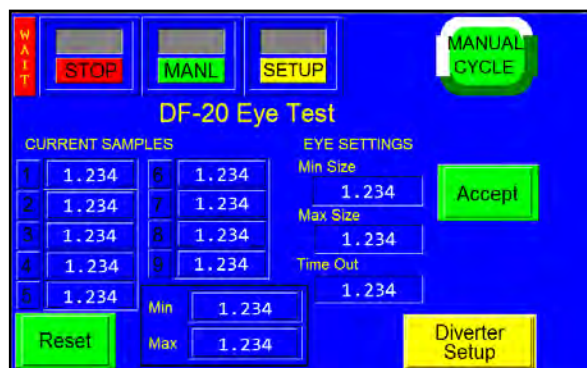 WAIT
STOP
MANL
SETUP
MANUAL
CYCLE
DF-20 Eye Test
CURRENT SAMPLES
1 1.234
2 1.234
3 1.234
4 1.234
5 1.234
6 1.234
7 1.234
8 1.234
9 1.234
Min 1.234
Max 1.234
EYE SETTINGS
Min Size
1.234
Max Size
1.234
Time Out
1.234
Accept
Reset
Diverter
Setup